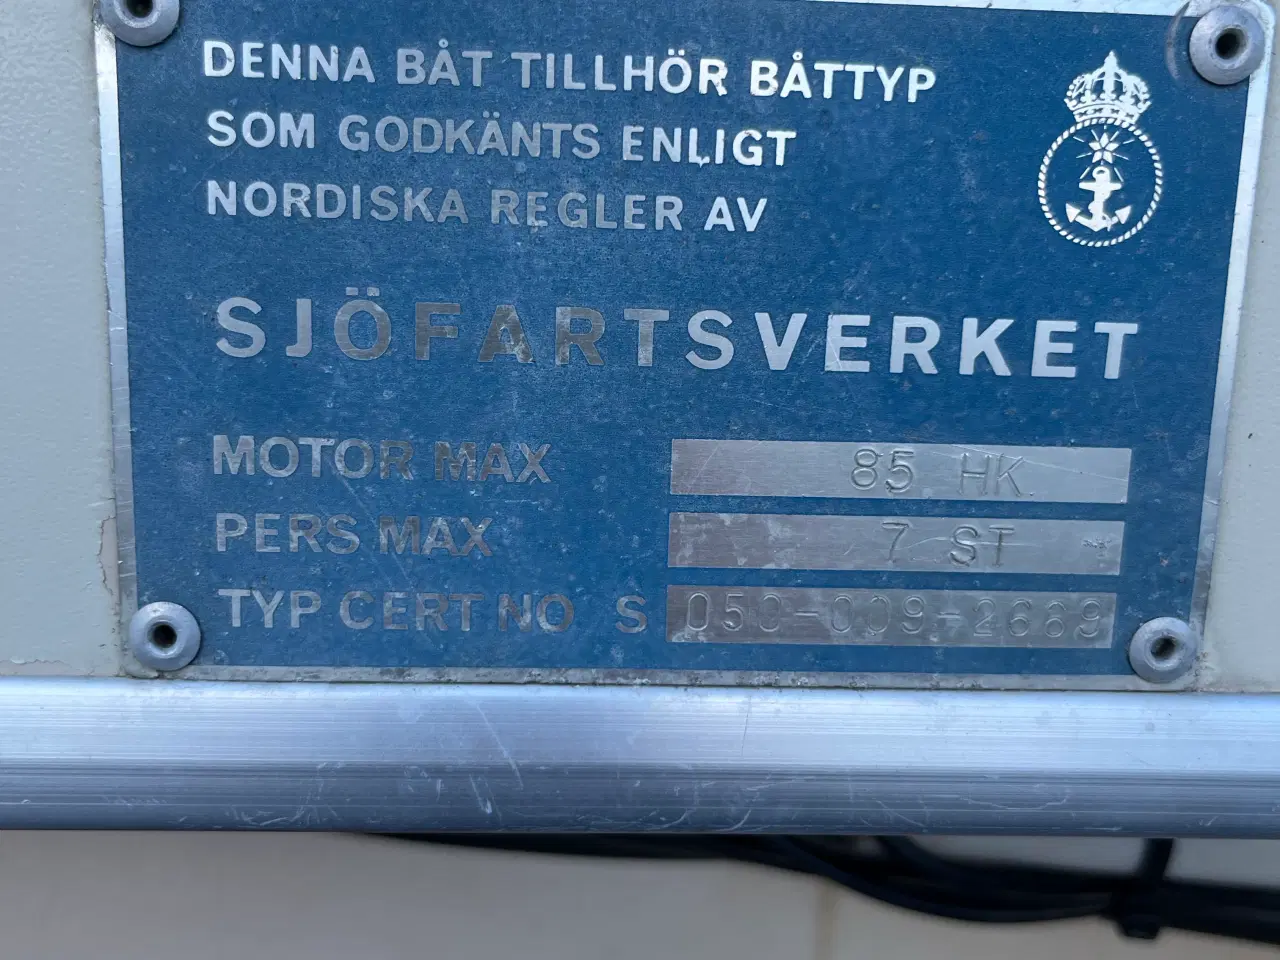 DENNA BÅT TILLHÖR BÅTTYP
SOM GODKÄNTS ENLIGT
NORDISKA REGLER AV
SJÖFARTSVERKET
MOTOR MAX 85 HK.
PERS MAX 7 ST
TYP CERT NO S 050-009-2669